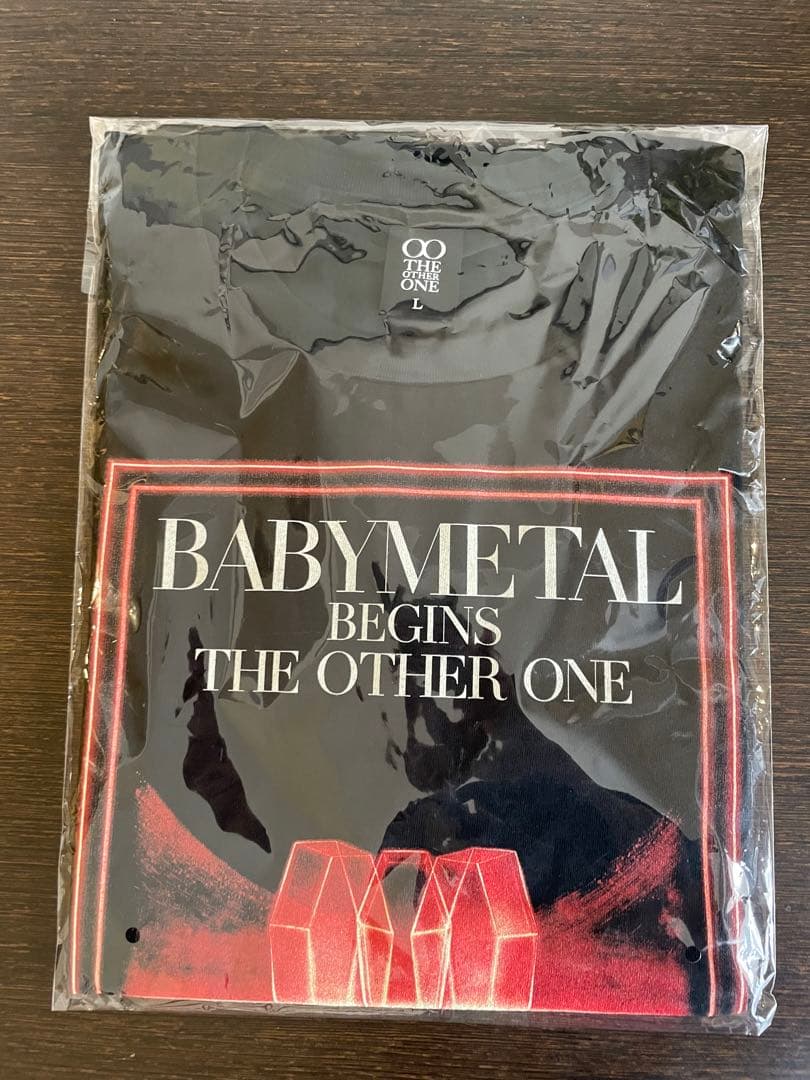 THE
OTHER
ONE
L
BABYMETAL
BEGINS
THE OTHER ONE